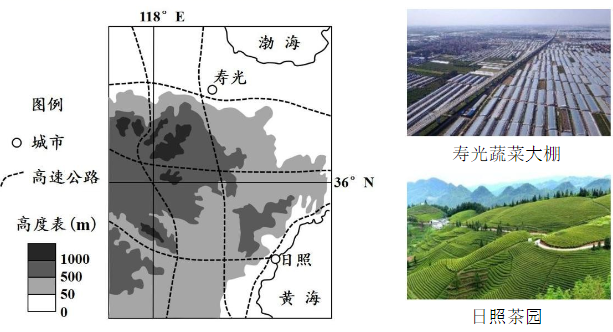 118°E
渤海
寿光
图例
城市
高速公路
36°N
高度表(m)
1000
500
50
0
日照
黄海
寿光蔬菜大棚
日照茶园